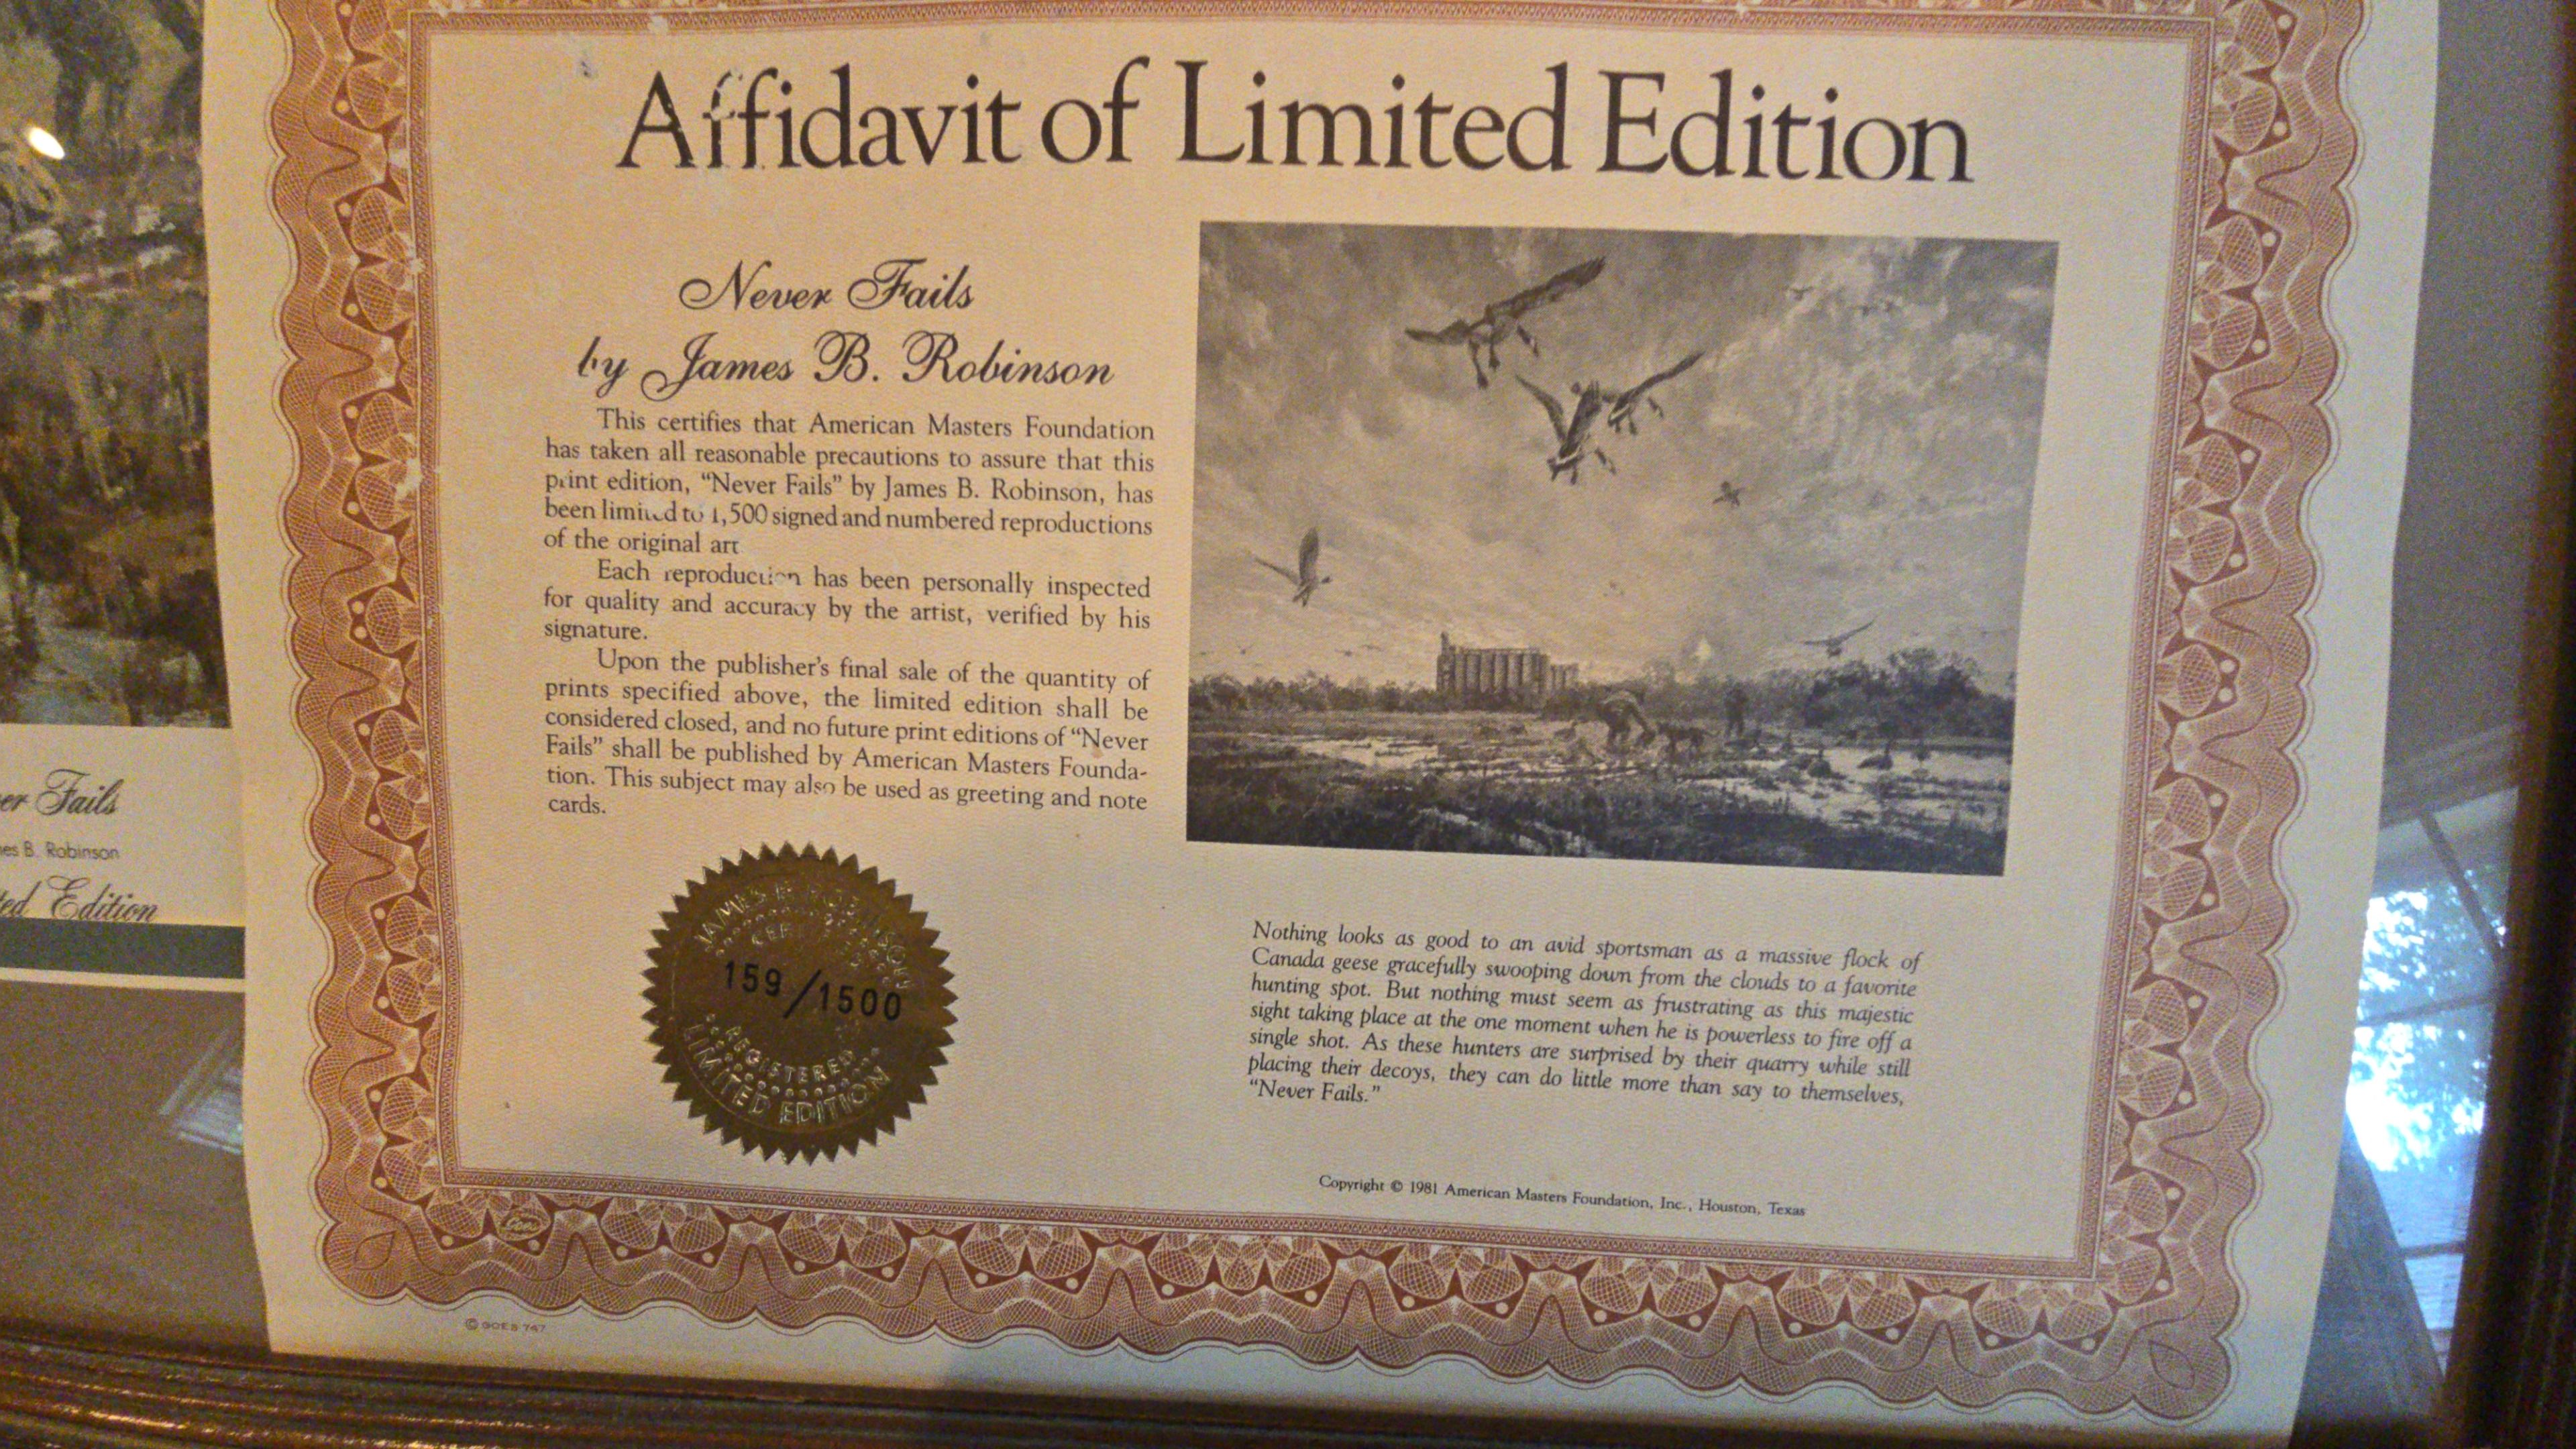 Affidavit of Limited Edition
Never Fails
by James B. Robinson
This certifies that American Masters Foundation
has taken all reasonable precautions to assure that this
print edition, “Never Fails” by James B. Robinson, has
been limited to 1,500 signed and numbered reproductions
of the original art
Each reproduction has been personally inspected
for quality and accuracy by the artist, verified by his
signature.
Upon the publisher’s final sale of the quantity of
prints specified above, the limited edition shall be
considered closed, and no future print editions of “Never
Fails” shall be published by American Masters Founda-
tion. This subject may also be used as greeting and note
cards.
JAMES B ROBINSON
159/1500
REGISTERED
LIMITED EDITION
Nothing looks as good to an avid sportsman as a massive flock of
Canada geese gracefully swooping down from the clouds to a favorite
hunting spot. But nothing must seem as frustrating as this majestic
sight taking place at the one moment when he is powerless to fire off a
single shot. As these hunters are surprised by their quarry while still
placing their decoys, they can do little more than say to themselves,
“Never Fails.”
Copyright © 1981 American Masters Foundation, Inc., Houston, Texas
Goes
© GOES 747
er Fails
es B. Robinson
ed Edition